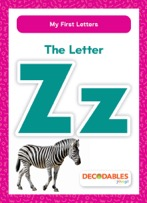 My First Letters
The Letter
Zz
DECODABLES